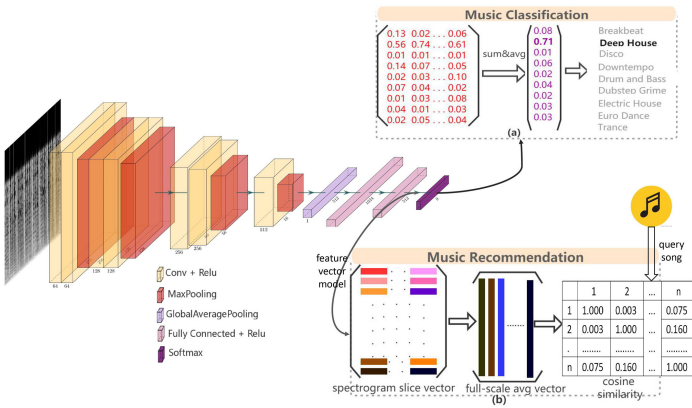 Music Classification
0.13 0.02 . . . 0.06
0.56 0.74 . . . 0.61
0.01 0.01 . . . 0.01
0.14 0.07 . . . 0.05
0.02 0.03 . . . 0.10
0.07 0.04 . . . 0.02
0.01 0.03 . . . 0.08
0.04 0.01 . . . 0.03
0.02 0.05 . . . 0.04
sum&avg
0.08
0.71
0.01
0.06
0.02
0.04
0.02
0.03
0.03
Breakbeat
Deep House
Disco
Downtempo
Drum and Bass
Dubstep Grime
Electric House
Euro Dance
Trance
(a)
64 64
128 128
256 256
512
1
Conv + Relu
MaxPooling
GlobalAveragePooling
Fully Connected + Relu
Softmax
query
song
Music Recommendation
feature
vector
model
spectrogram slice vector
full-scale avg vector
1 2 ... n
1 1.000 0.003 ... 0.075
2 0.003 1.000 ... 0.160
. ........ ........ ... ........
n 0.075 0.160 ... 1.000
cosine
similarity
(b)